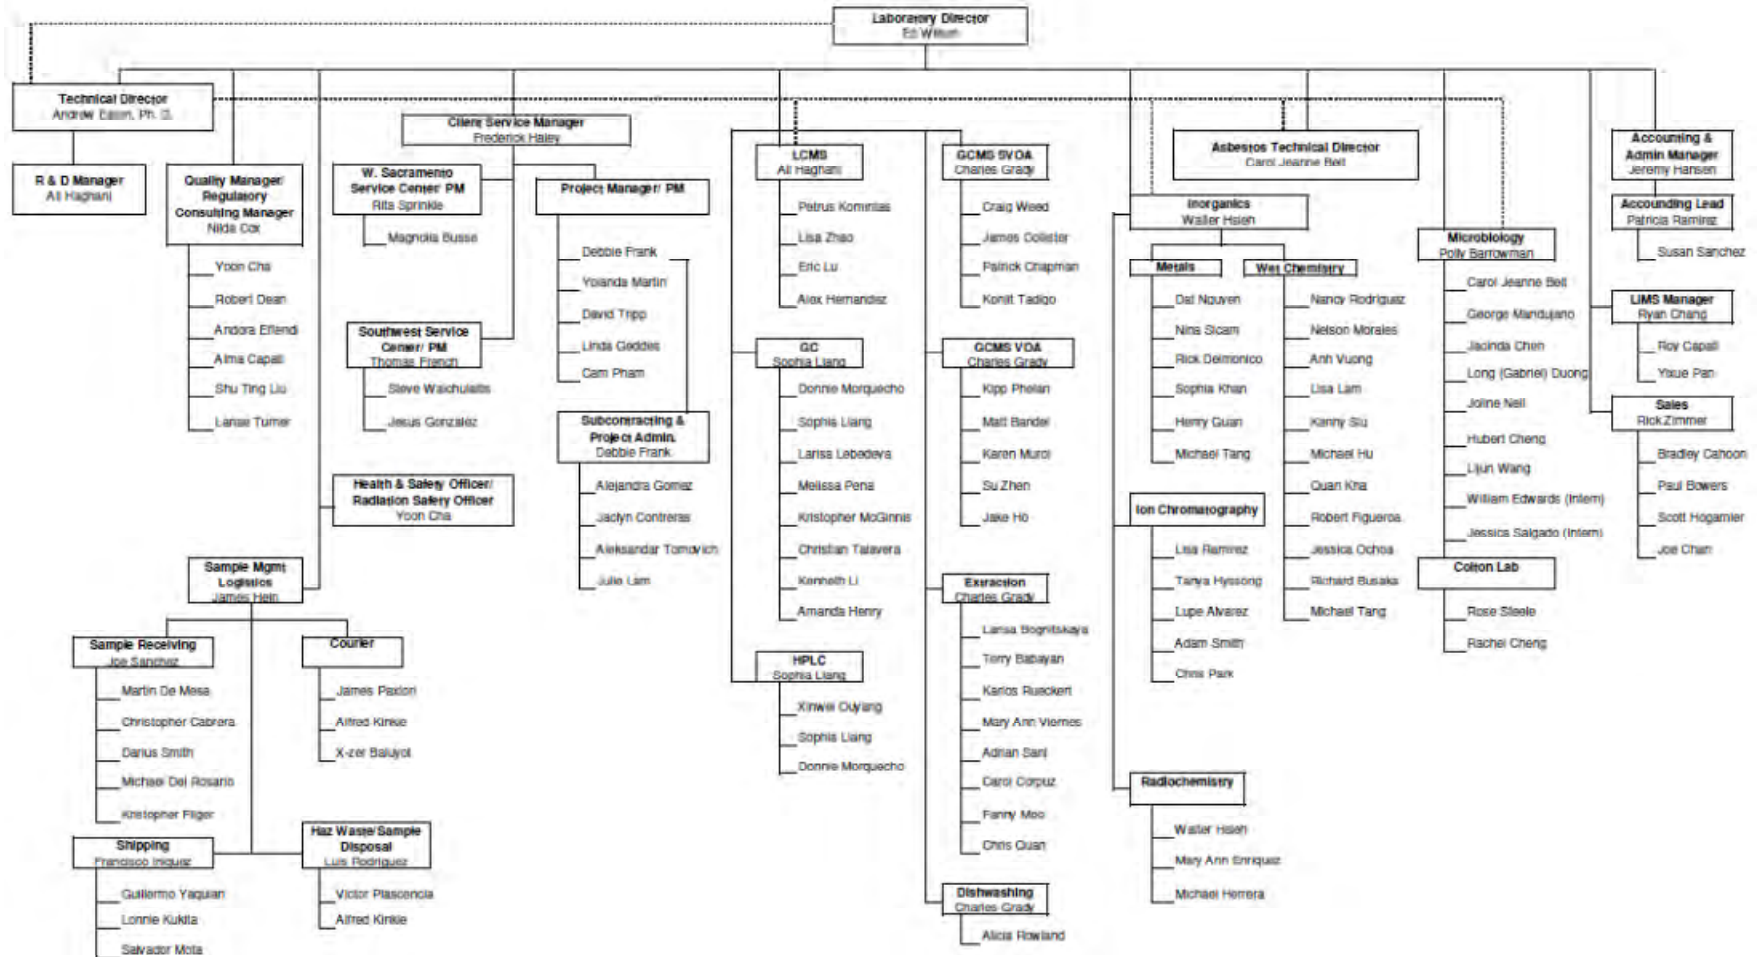 Laboratory Director
Ed Wilson
Technical Director
Andrew Eaton, Ph. D.
R & D Manager
Ali Haghani
Quality Manager/
Regulatory
Consulting Manager
Nilda Cox
Yoon Cha
Robert Dean
Andora Effendi
Alma Capati
Shu Ting Liu
Turner
Client Service Manager
Frederick Haley
W. Sacramento
Service Center/ PM
Rita Sprinkle
Magnolia Busse
Southwest Service
Center/ PM
Thomas French
Steve
Jesus Gonzalez
Project Manager/ PM
Debbie Frank
Yolanda Martin
David Tripp
Linda Geddes
Cam Pham
Subcontracting &
Project Admin.
Debbie Frank
Alejandra Gomez
Jaclyn Contreras
Aleksandar Tomovich
Julie Lam
Health & Safety Officer/
Radiation Safety Officer
Yoon Cha
Sample Mgmt
Logistics
James Hein
Sample Receiving
Joe Sanchez
Martin De Mesa
Christopher Cabrera
Darius Smith
Michael Del Rosario
Kristopher
Shipping
Francisco Iniquez
Guillermo Yaquian
Lonnie Kukita
Salvador Mota
Courier
James Paxton
Alfred Kinkie
X-zer Baluyot
Haz Waste/Sample
Disposal
Luis Rodriguez
Victor Plascencia
Alfred Kinkie
LCMS
Ali Haghani
Petrus
Lisa Zhao
Eric Lu
Alex Hernandez
GC
Sophia Liang
Donnie Morquecho
Sophia Liang
Larisa Lebedeva
Melissa Pena
Kristopher McGinnis
Christian Talavera
Kenneth Li
Amanda Henry
HPLC
Sophia Liang
Xinwei Ouyang
Sophia Liang
Donnie Morquecho
GCMS SVOA
Charles Grady
Craig Weed
James Collister
Patrick Chapman
Tadigo
GCMS VOA
Charles Grady
Kipp Phelan
Matt Bandel
Karen Muroi
Su Zhen
Jake Ho
Extraction
Charles Grady
Larisa Bognitskaya
Terry Babayan
Karlos Rueckert
Mary Ann Viernes
Adrian
Carol Corpuz
Fanny Moo
Chris Quan
Dishwashing
Charles Grady
Alicia Rowland
Asbestos Technical Director
Carol Jeanne Belt
Inorganics
Walter Hsieh
Metals
Dat Nguyen
Nina Sicam
Rick Delmonico
Sophia Khan
Henry Guan
Michael Tang
Wet Chemistry
Nancy Rodriguez
Nelson Morales
Anh Vuong
Lisa Lam
Kenny Siu
Michael Hu
Quan Kha
Robert Figueroa
Jessica Ochoa
Richard Busaka
Michael Tang
Ion Chromatography
Lisa Ramirez
Tanya Hyssong
Lupe Alvarez
Adam Smith
Chris Park
Radiochemistry
Walter Hsieh
Mary Ann Enriquez
Michael Herrera
Microbiology
Polly Barrowman
Carol Jeanne Belt
George Mandujano
Jacinda Chen
Long (Gabriel) Duong
Joline Neil
Hubert Cheng
Lijun Wang
William Edwards (Intern)
Jessica Salgado (Intern)
Colton Lab
Rose Steele
Rachel Cheng
Accounting &
Admin Manager
Jeremy Hansen
Accounding Lead
Patricia Ramirez
Susan Sanchez
LIMS Manager
Ryan Chang
Roy Capati
Yixue Pan
Sales
Rick Zimmer
Bradley Cahoon
Paul Bowers
Scott Hogamier
Joe Chan